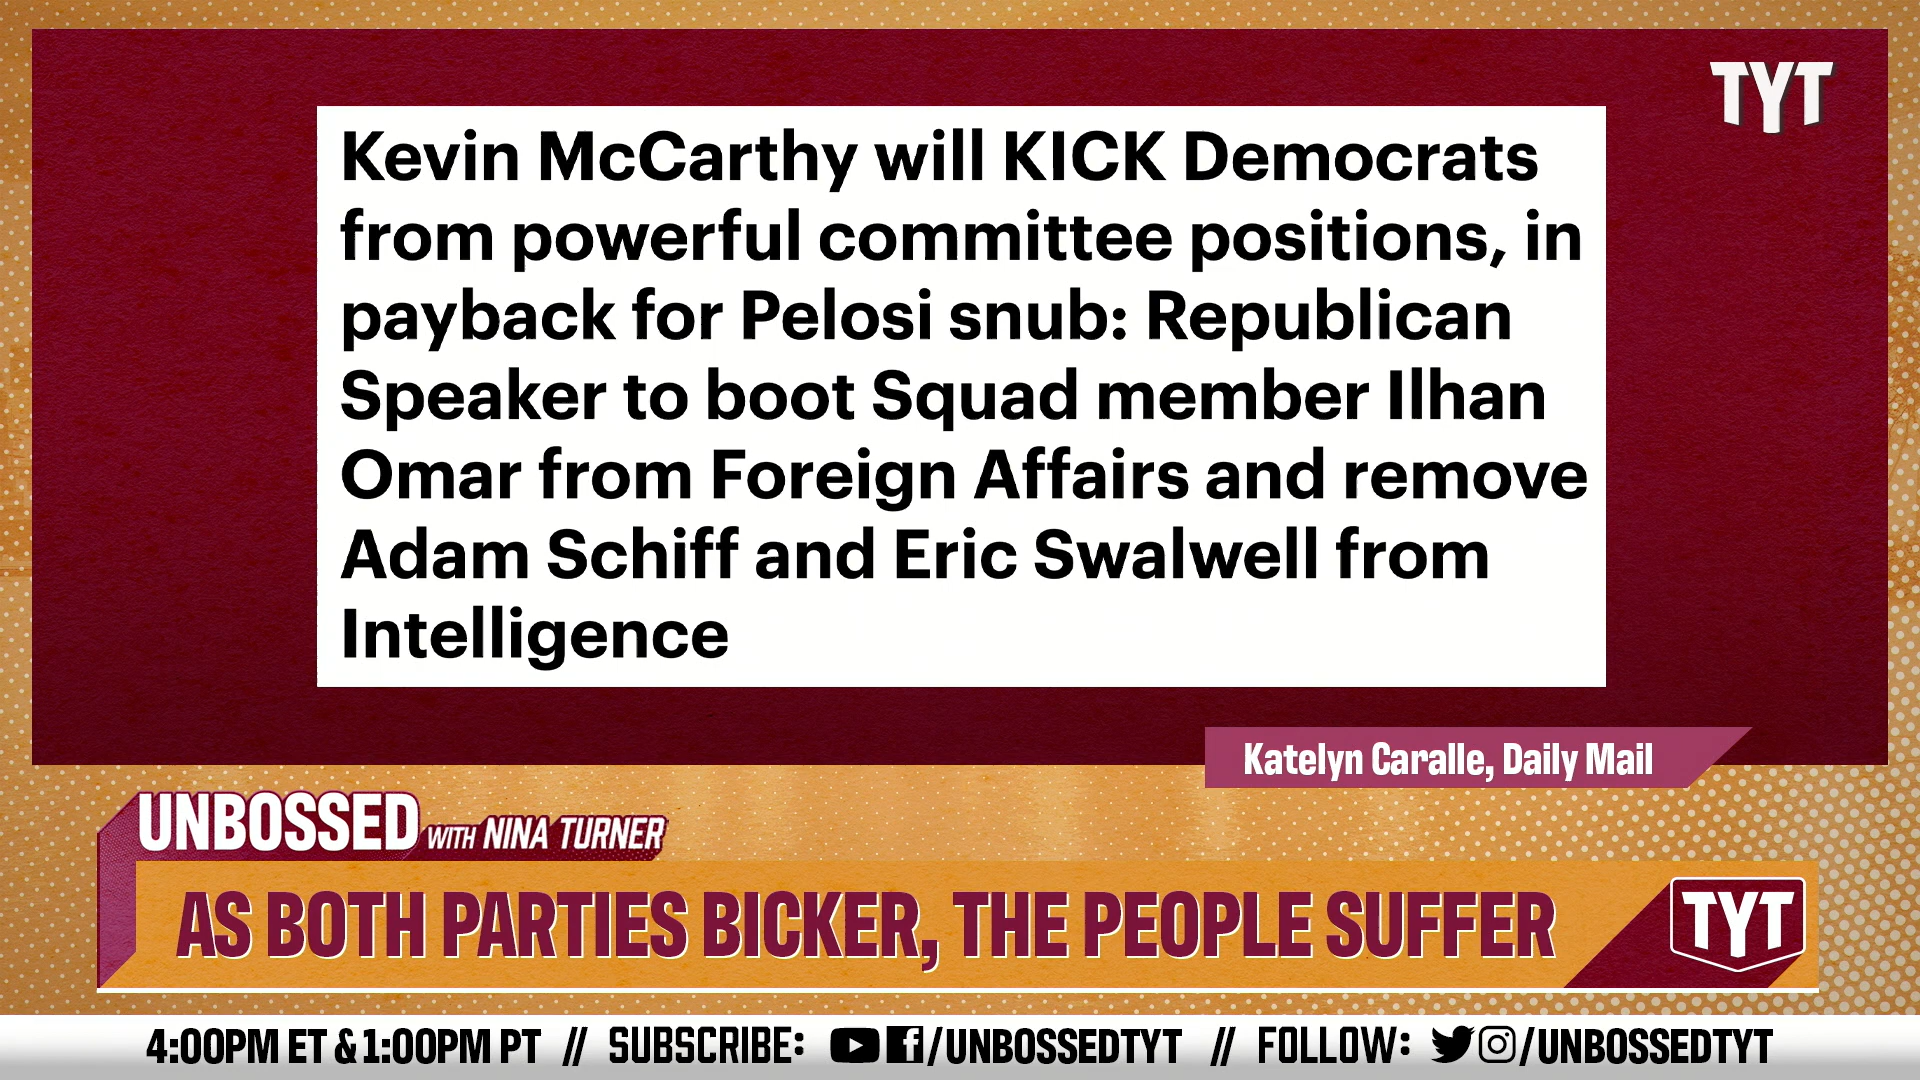 TYT
Kevin McCarthy will KICK Democrats
from powerful committee positions, in
payback for Pelosi snub: Republican
Speaker to boot Squad member Ilhan
Omar from Foreign Affairs and remove
Adam Schiff and Eric Swalwell from
Intelligence
Katelyn Caralle, Daily Mail
UNBOSSED WITH NINA TURNER
AS BOTH PARTIES BICKER, THE PEOPLE SUFFER
TYT
4:00PM ET & 1:00PM PT // SUBSCRIBE: /UNBOSSEDTYT // FOLLOW: /UNBOSSEDTYT